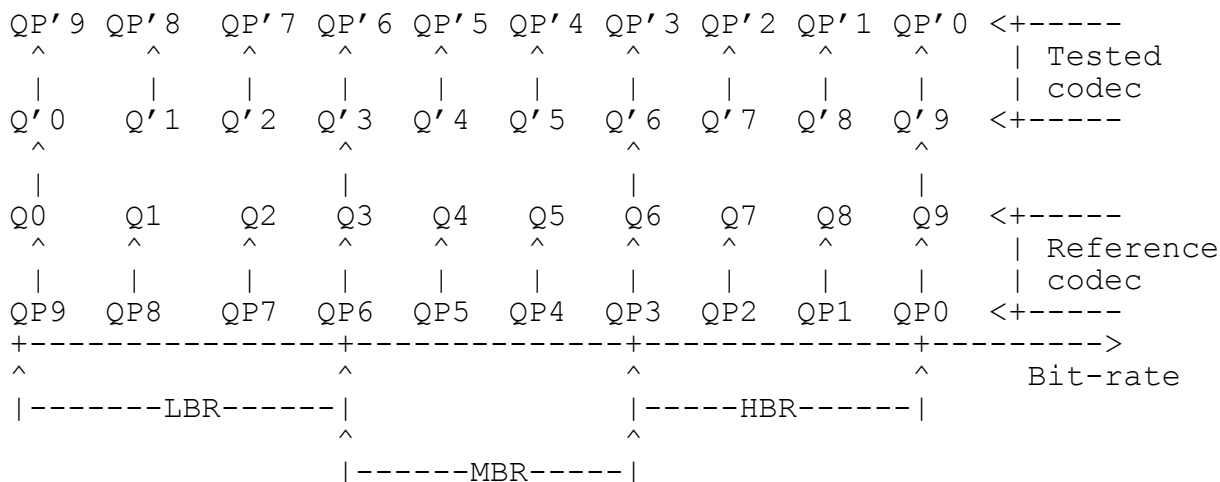 QP'9 QP'8  QP'7 QP'6 QP'5 QP'4 QP'3 QP'2 QP'1 QP'0 <+-----
 ^     ^    ^    ^    ^    ^    ^    ^    ^    ^    | Tested
 |     |    |    |    |    |    |    |    |    |    | codec
Q'0   Q'1  Q'2  Q'3  Q'4  Q'5  Q'6  Q'7  Q'8  Q'9  <+-----
 ^               ^              ^              ^
 |               |              |              |
Q0    Q1    Q2   Q3   Q4   Q5   Q6   Q7   Q8   Q9  <+-----
 ^    ^     ^    ^    ^    ^    ^    ^    ^    ^    | Reference
 |    |     |    |    |    |    |    |    |    |    | codec
QP9  QP8   QP7  QP6  QP5  QP4  QP3  QP2  QP1  QP0  <+-----
+----------------+--------------+--------------+--------->
^                ^              ^              ^     Bit-rate
|-------LBR------|              |-----HBR------|
                 ^              ^
                 |------MBR-----|